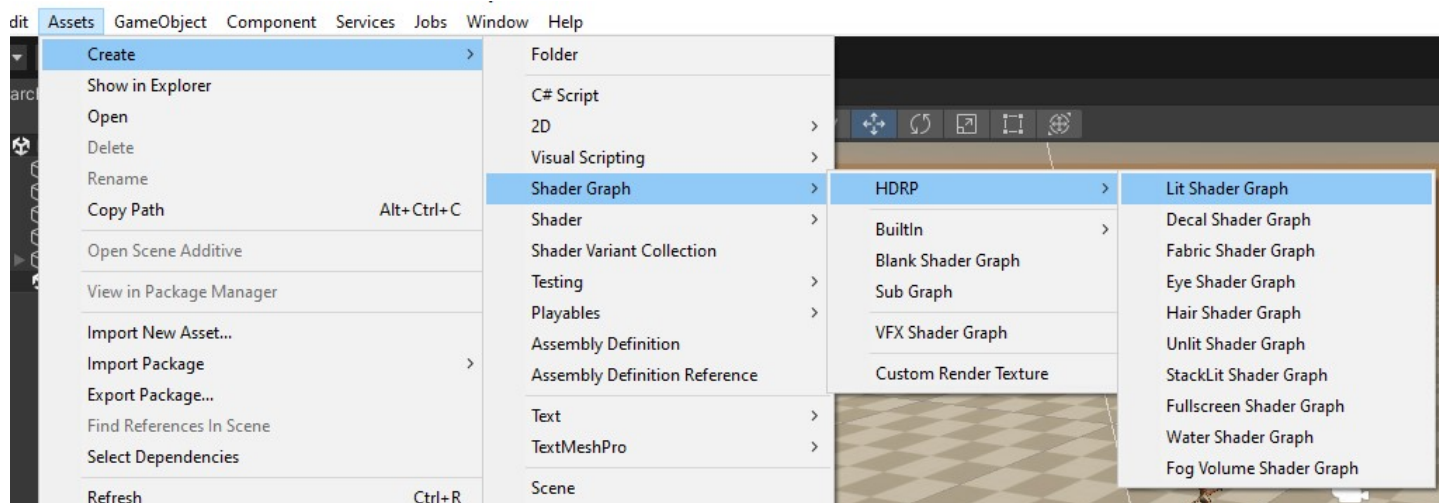 dit Assets GameObject Component Services Jobs Window Help
arc
Create
Show in Explorer
Open
Delete
Rename
Copy Path Alt+Ctrl+C
Open Scene Additive
View in Package Manager
Import New Asset...
Import Package
Export Package...
Find References In Scene
Select Dependencies
Refresh Ctrl+R
Folder
C# Script
2D
Visual Scripting
Shader Graph
Shader
Shader Variant Collection
Testing
Playables
Assembly Definition
Assembly Definition Reference
Text
TextMeshPro
Scene
HDRP
BuiltIn
Blank Shader Graph
Sub Graph
VFX Shader Graph
Custom Render Texture
Lit Shader Graph
Decal Shader Graph
Fabric Shader Graph
Eye Shader Graph
Hair Shader Graph
Unlit Shader Graph
StackLit Shader Graph
Fullscreen Shader Graph
Water Shader Graph
Fog Volume Shader Graph